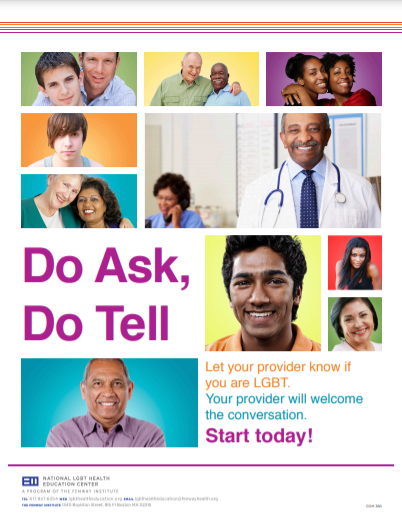 Do Ask,
Do Tell
Let your provider know if
you are LGBT.
Your provider will welcome
the conversation.
Start today!
NATIONAL LGBT HEALTH
EDUCATION CENTER
A PROGRAM OF THE FENWAY INSTITUTE
TEL 617.927.6354 WEB lgbthealtheducation.org EMAIL lgbthealtheducation@fenwayhealth.org
THE FENWAY INSTITUTE 1340 Boylston Street, 8th Fl Boston MA 02215